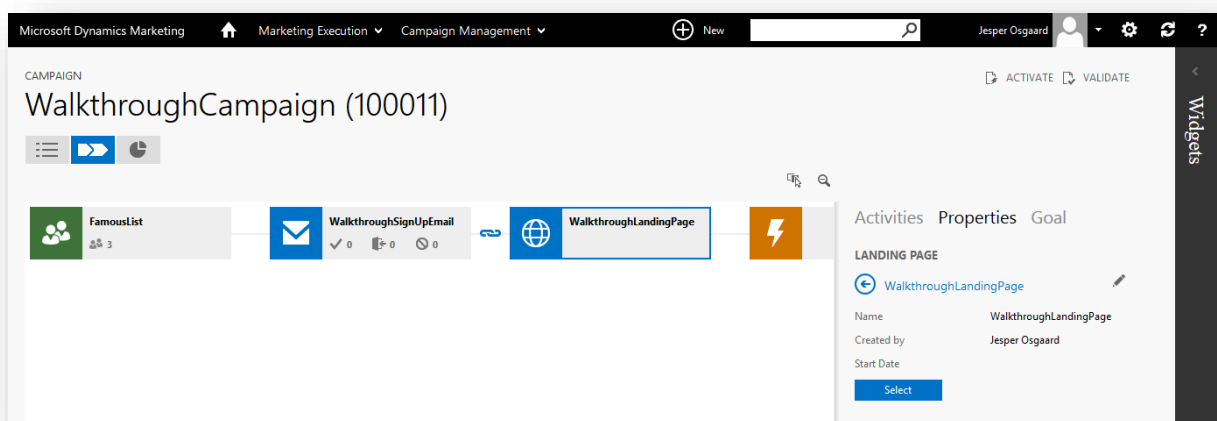 Microsoft Dynamics Marketing Marketing Execution Campaign Management New Jesper Osgaard ?
CAMPAIGN
ACTIVATE VALIDATE
WalkthroughCampaign (100011)
Widgets
FamousList
3
WalkthroughSignUpEmail
0 0 0
WalkthroughLandingPage
Activities Properties Goal
LANDING PAGE
WalkthroughLandingPage
Name WalkthroughLandingPage
Created by Jesper Osgaard
Start Date
Select